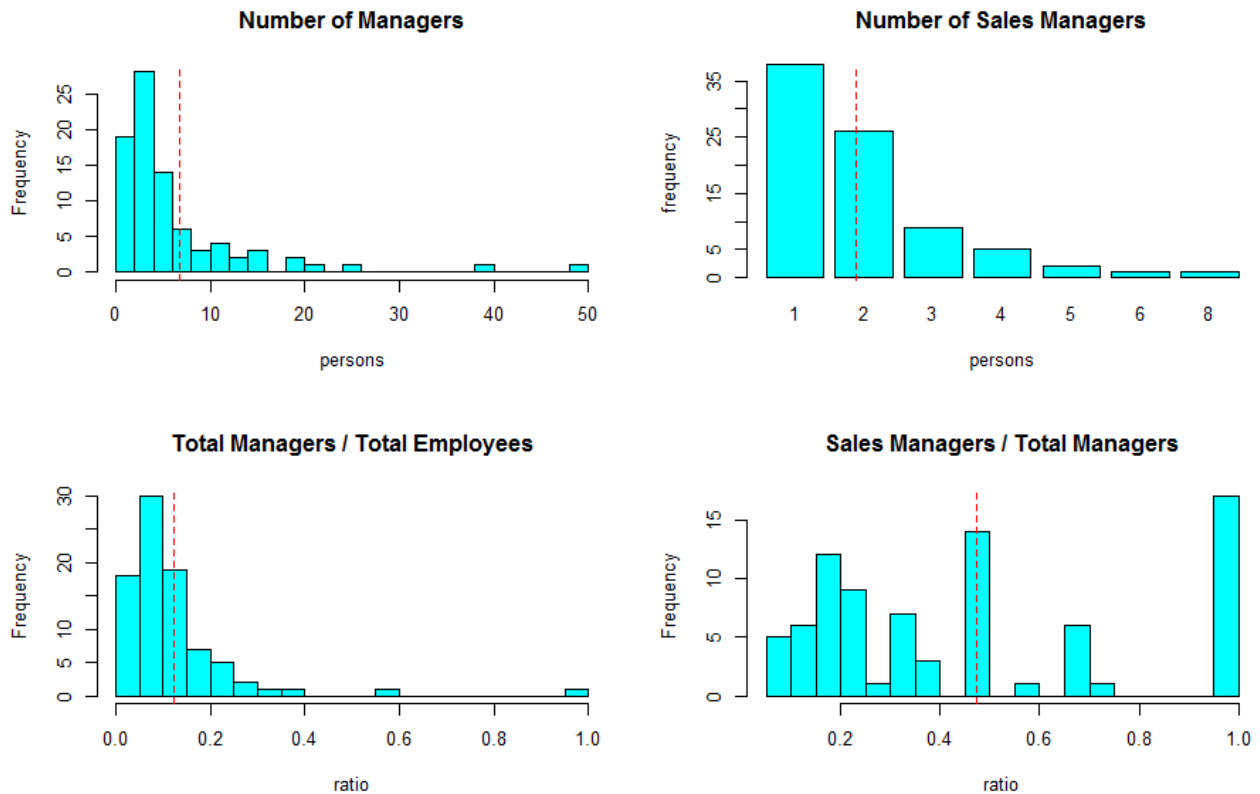 Number of Managers
Frequency
0 5 10 15 20 25
0 10 20 30 40 50
persons
Number of Sales Managers
frequency
0 5 15 25 35
1 2 3 4 5 6 8
persons
Total Managers / Total Employees
Frequency
0 5 10 20 30
0.0 0.2 0.4 0.6 0.8 1.0
ratio
Sales Managers / Total Managers
Frequency
0 5 10 15
0.2 0.4 0.6 0.8 1.0
ratio